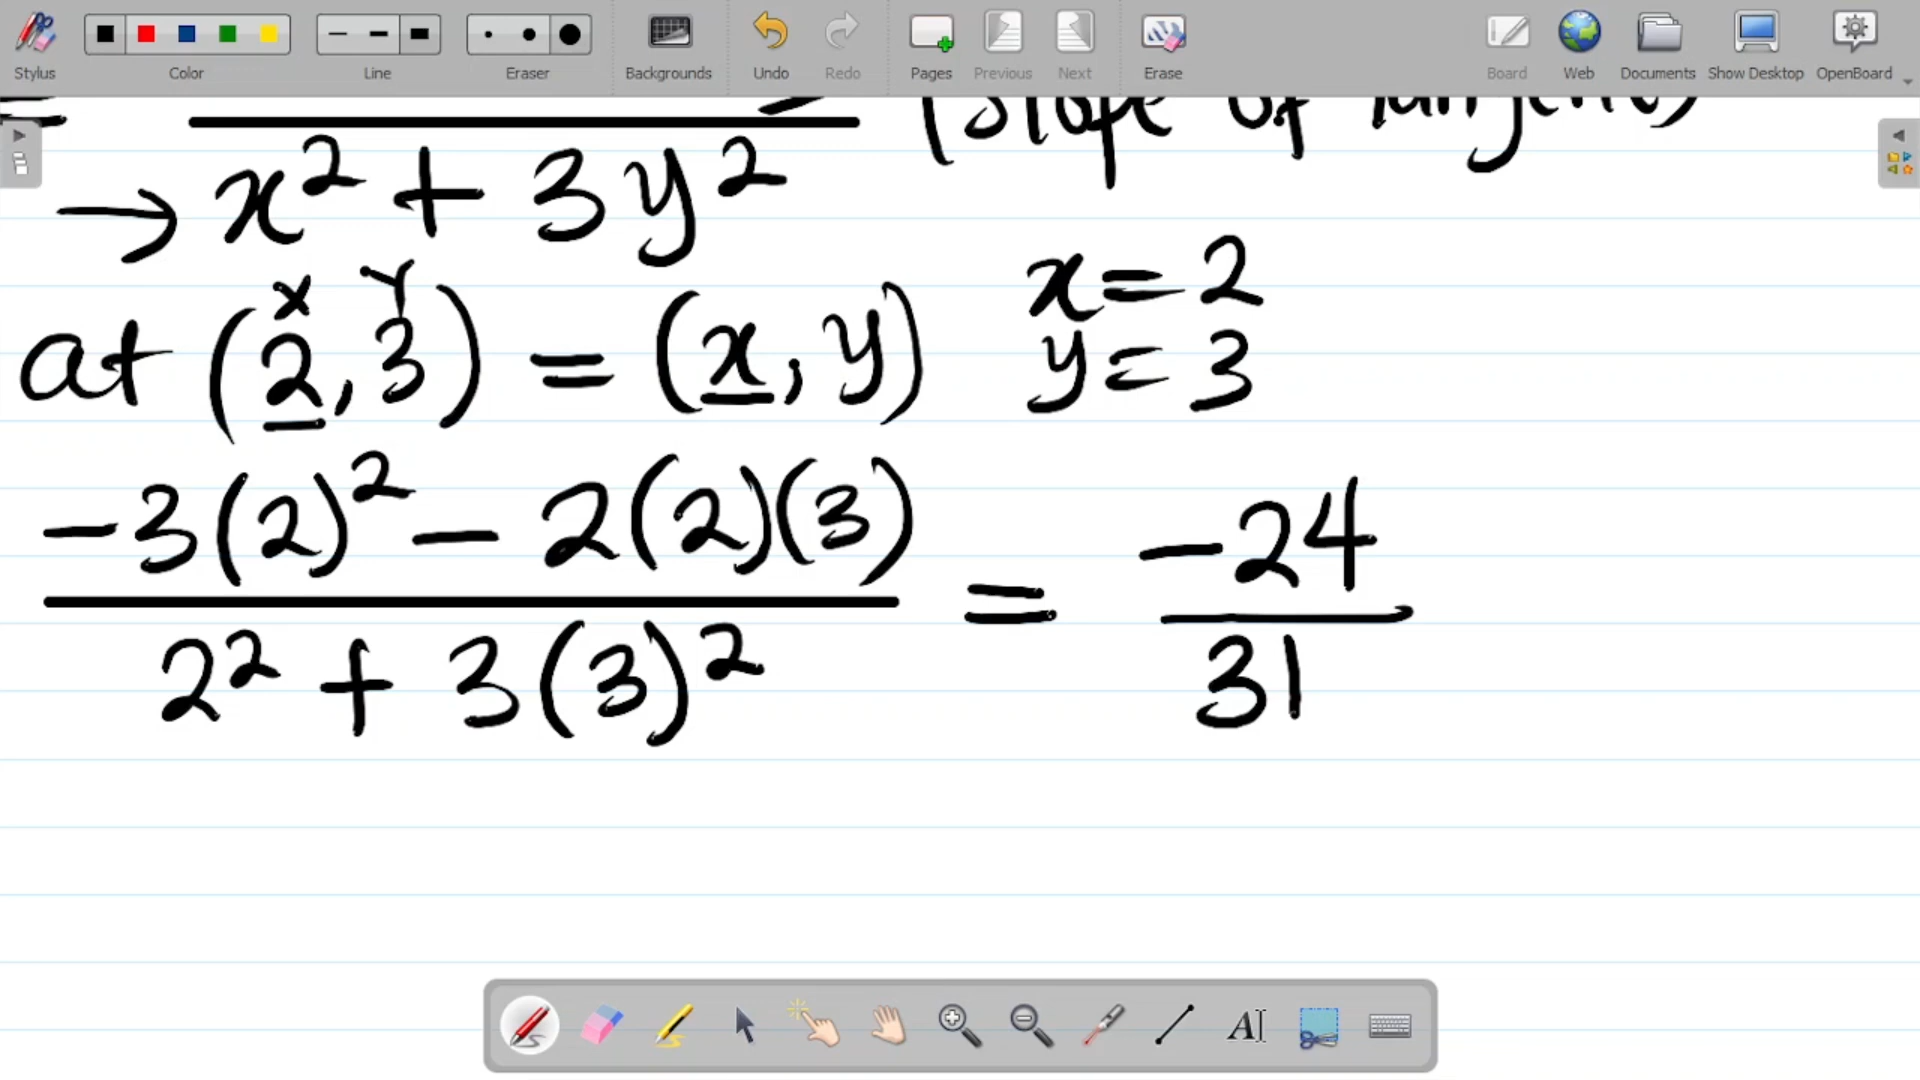 Stylus Color Line Eraser Backgrounds Undo Redo Pages Previous Next Erase Board Web Documents Show Desktop OpenBoard
= (slope of tangent)
→ x² + 3y²
x y
at (2, 3) = (x, y)
x = 2
y = 3
-3(2)² - 2(2)(3)
2² + 3(3)²
= -24
31